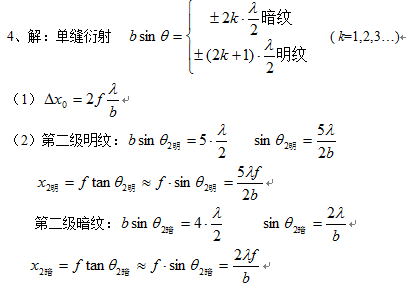 4、解：单缝衍射 b sin θ = { ±2k·λ/2 暗纹 ±(2k+1)·λ/2 明纹 ( k=1,2,3…)↵
（1）Δx₀ = 2f λ/b ↵
（2）第二级明纹：b sin θ₂明 = 5·λ/2 sin θ₂明 = 5λ/2b ↵
x₂明 = f tan θ₂明 ≈ f·sin θ₂明 = 5λf/2b ↵
第二级暗纹：b sin θ₂暗 = 4·λ/2 sin θ₂暗 = 2λ/b ↵
x₂暗 = f tan θ₂暗 ≈ f·sin θ₂暗 = 2λf/b ↵